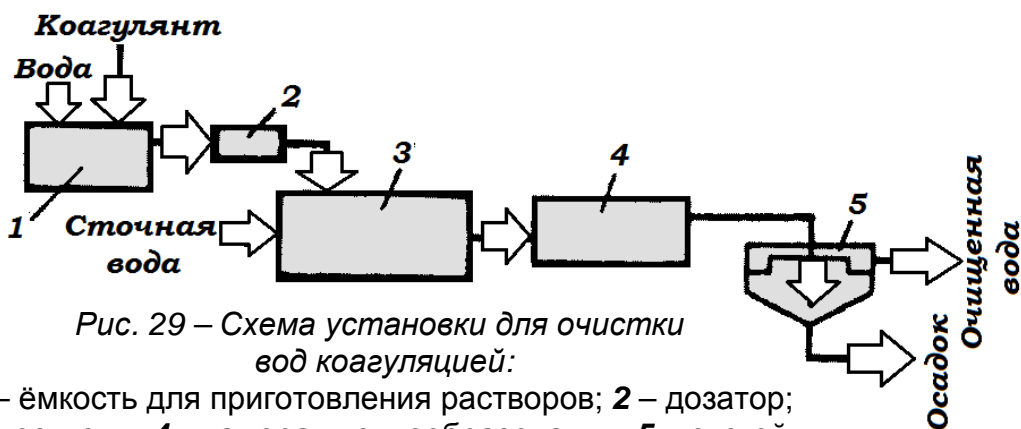 Коагулянт
Вода
2
3
4
5
1
Сточная
вода
Очищенная
вода
Осадок
Рис. 29 – Схема установки для очистки
вод коагуляцией:
– ёмкость для приготовления растворов; 2 – дозатор;